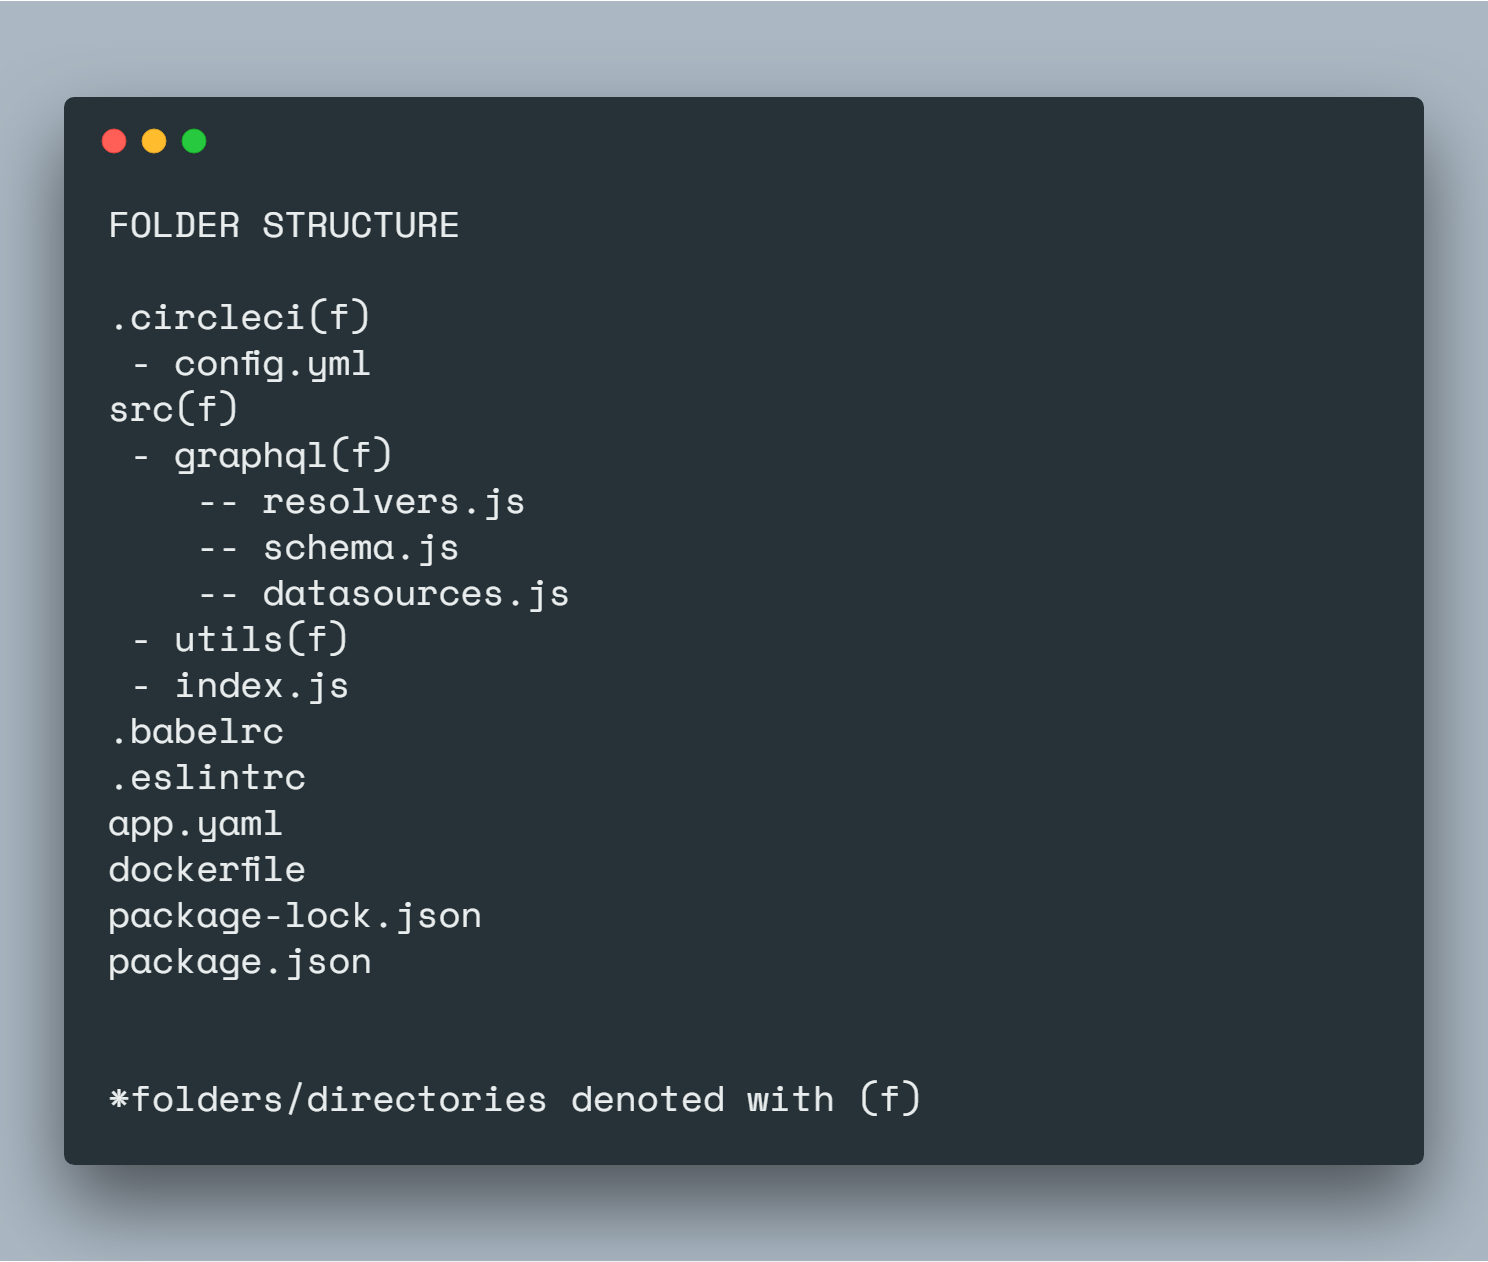 FOLDER STRUCTURE
.circleci(f)
- config.yml
src(f)
- graphql(f)
-- resolvers.js
-- schema.js
-- datasources.js
- utils(f)
- index.js
.babelrc
.eslintrc
app.yaml
dockerfile
package-lock.json
package.json
*folders/directories denoted with (f)